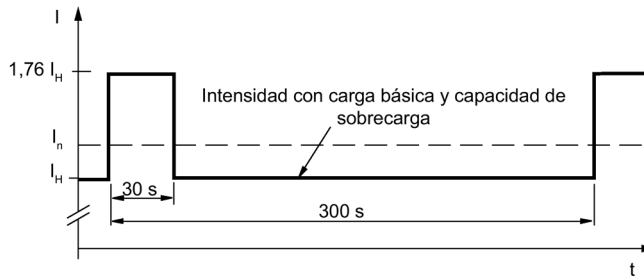 I
1,76 I_H
Intensidad con carga básica y capacidad de
sobrecarga
I_n
I_H
30 s
300 s
t